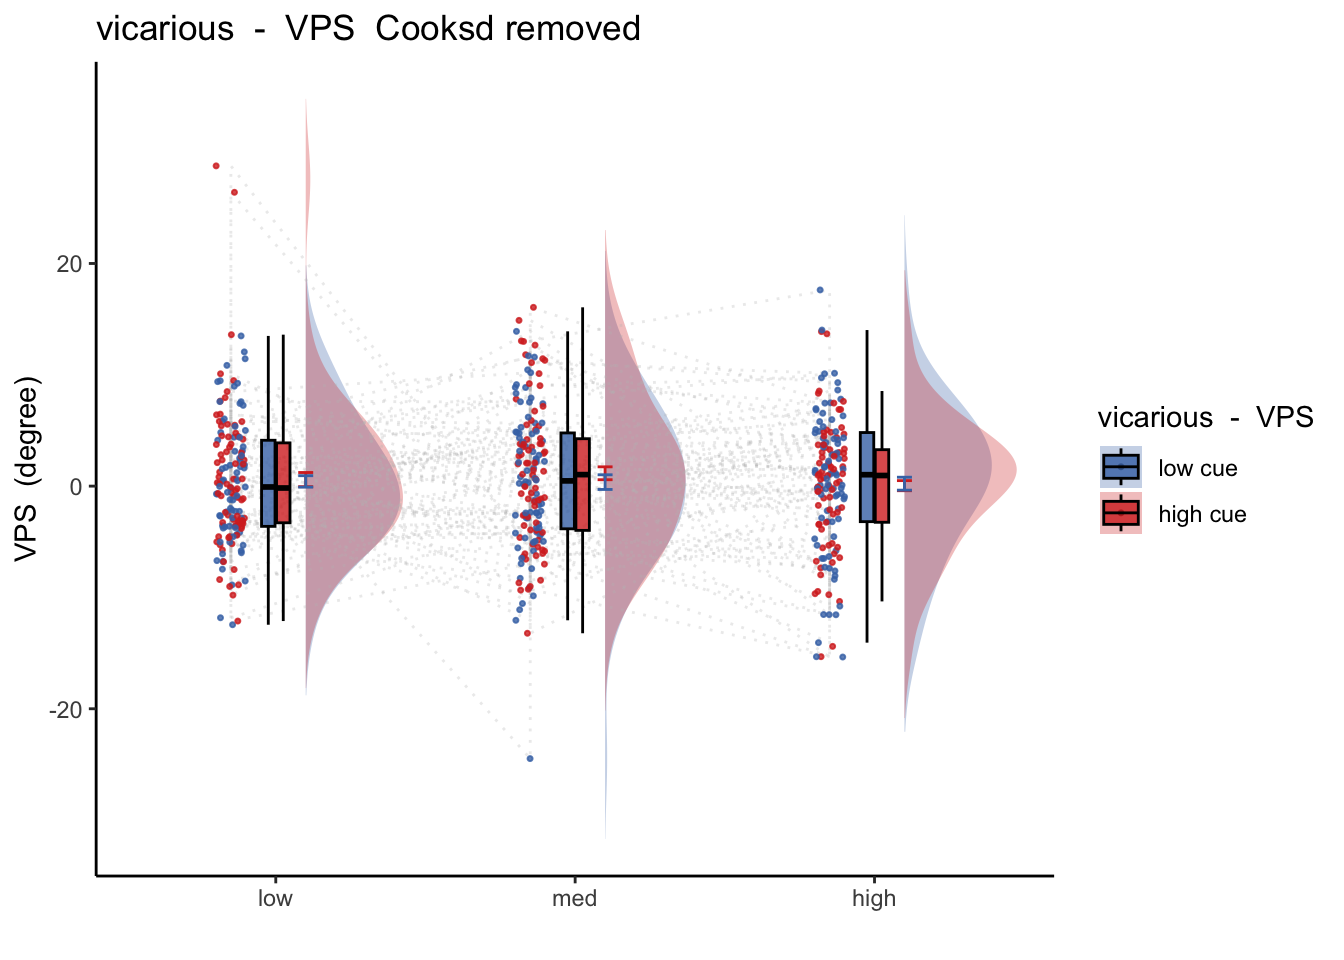 vicarious - VPS Cooksd removed
VPS (degree)
20
0
-20
low
med
high
vicarious - VPS
low cue
high cue